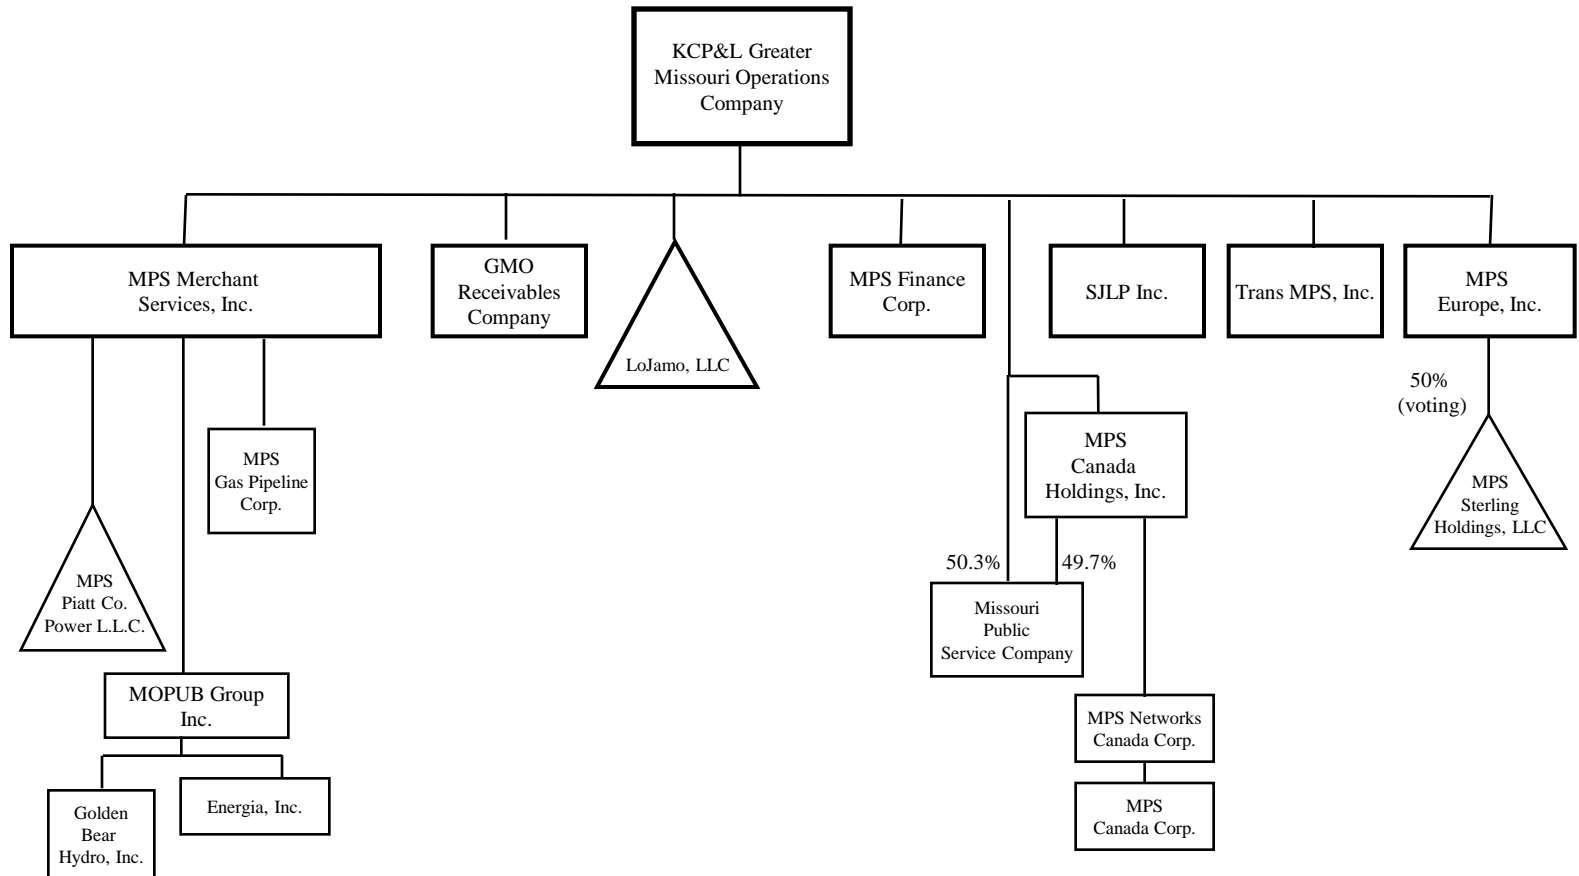 KCP&L Greater
Missouri Operations
Company
MPS Merchant
Services, Inc.
GMO
Receivables
Company
LoJamo, LLC
MPS Finance
Corp.
SJLP Inc.
Trans MPS, Inc.
MPS
Europe, Inc.
50%
(voting)
MPS
Gas Pipeline
Corp.
MPS
Canada
Holdings, Inc.
MPS
Sterling
Holdings, LLC
50.3%
49.7%
MPS
Piatt Co.
Power L.L.C.
Missouri
Public
Service Company
MOPUB Group
Inc.
MPS Networks
Canada Corp.
Golden
Bear
Hydro, Inc.
Energia, Inc.
MPS
Canada Corp.